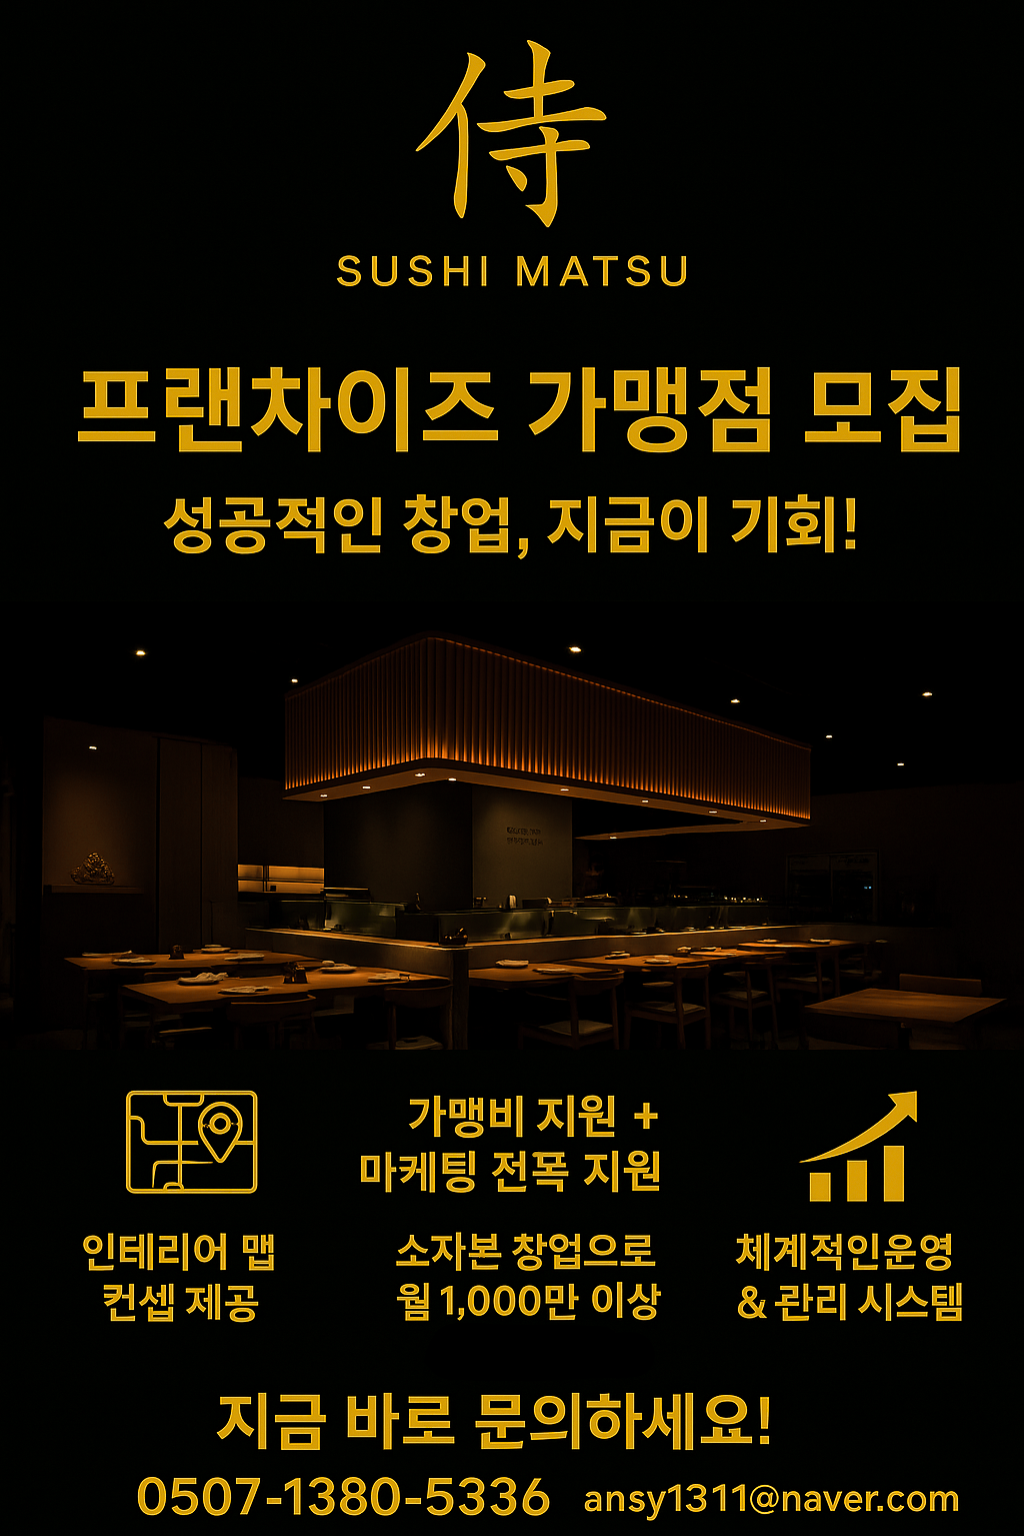 侍
SUSHI MATSU
프랜차이즈 가맹점 모집
성공적인 창업, 지금이 기회!
가맹비 지원 +
마케팅 전폭 지원
인테리어 맵
컨셉 제공
소자본 창업으로
월 1,000만 이상
체계적인운영
& 관리 시스템
지금 바로 문의하세요!
0507-1380-5336 ansy1311@naver.com